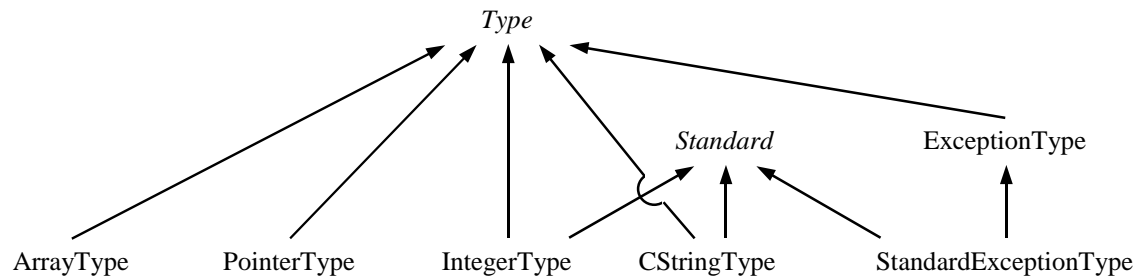 Type
Standard
ExceptionType
ArrayType
PointerType
IntegerType
CStringType
StandardExceptionType